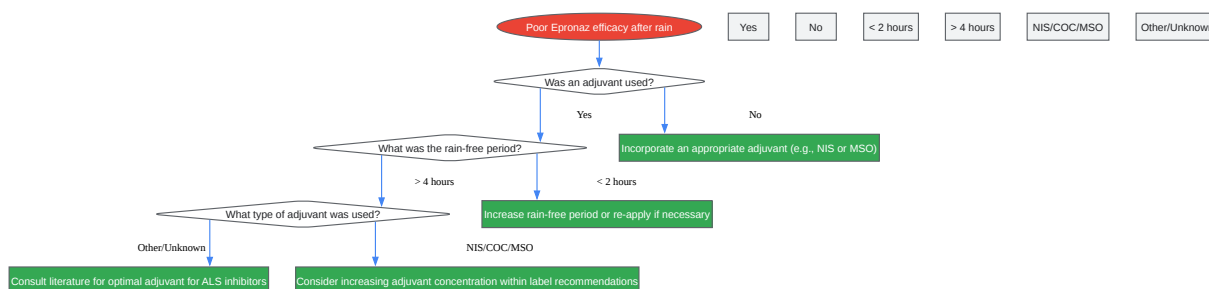 Poor Epronaz efficacy after rain
Yes
No
< 2 hours
> 4 hours
NIS/COC/MSO
Other/Unknown
Was an adjuvant used?
Yes
No
What was the rain-free period?
Incorporate an appropriate adjuvant (e.g., NIS or MSO)
> 4 hours
< 2 hours
What type of adjuvant was used?
Increase rain-free period or re-apply if necessary
Other/Unknown
NIS/COC/MSO
Consult literature for optimal adjuvant for ALS inhibitors
Consider increasing adjuvant concentration within label recommendations